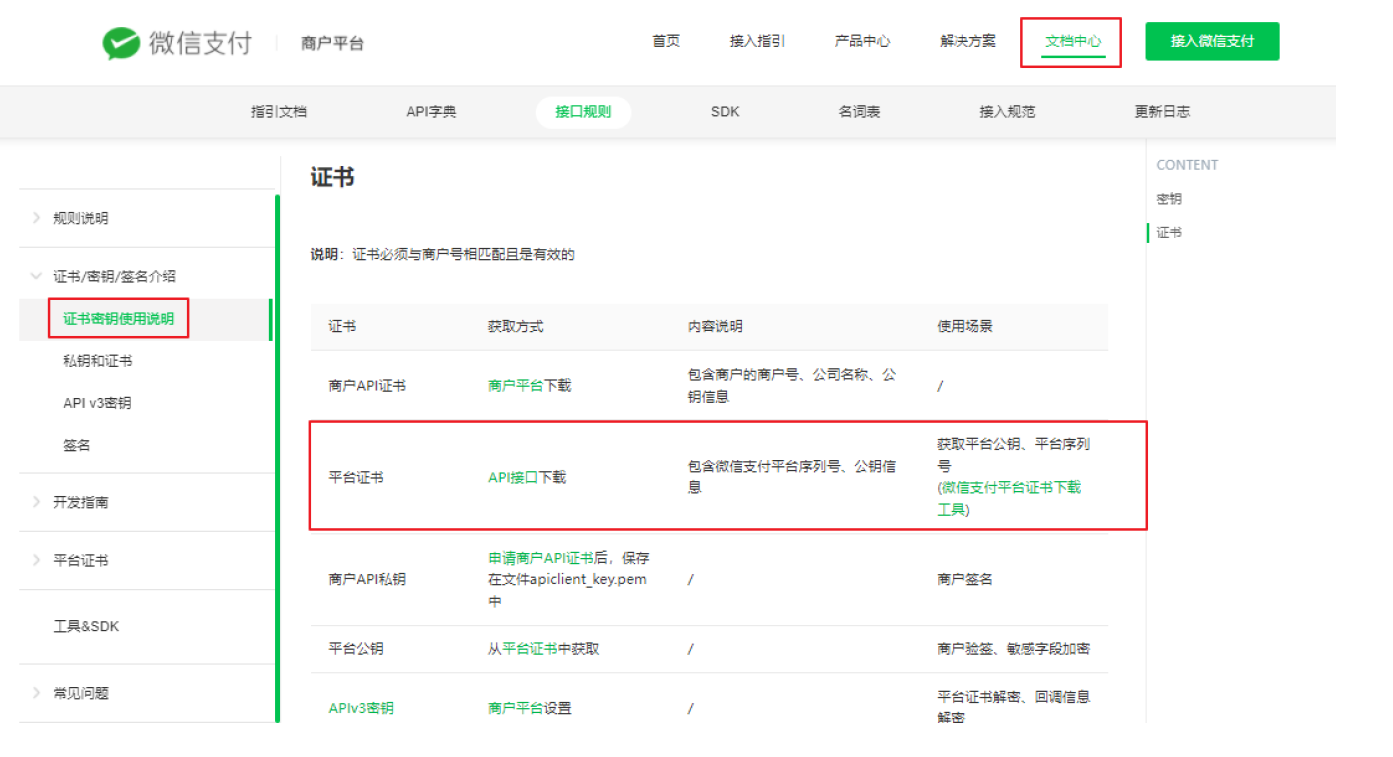 微信支付 商户平台 首页 接入指引 产品中心 解决方案 文档中心 接入微信支付
指引文档 API字典 接口规则 SDK 名词表 接入规范 更新日志
规则说明
证书/密钥/签名介绍
证书密钥使用说明
私钥和证书
API v3密钥
签名
开发指南
平台证书
工具&SDK
常见问题
证书
说明：证书必须与商户号相匹配且是有效的
证书 获取方式 内容说明 使用场景
商户API证书 商户平台下载 包含商户的商户号、公司名称、公
钥信息 /
平台证书 API接口下载 包含微信支付平台序列号、公钥信
息 获取平台公钥、平台序列
号
(微信支付平台证书下载
工具)
商户API私钥 申请商户API证书后，保存
在文件apiclient_key.pem
中 / 商户签名
平台公钥 从平台证书中获取 / 商户验签、敏感字段加密
APIv3密钥 商户平台设置 / 平台证书解密、回调信息
解密
CONTENT
密钥
证书